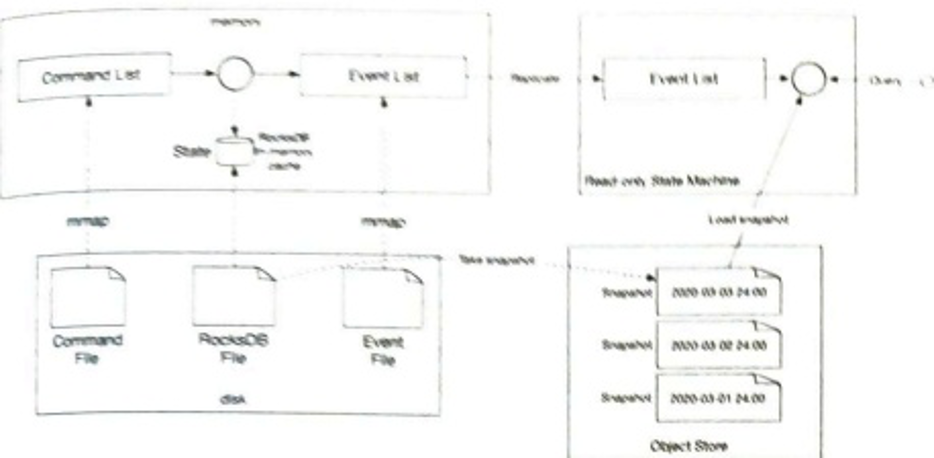 memory
Command List
Event List
Replicate
Event List
State
RocksDB
in-memory
cache
Read-only State Machine
mmap
mmap
Load snapshot
Take snapshot
Command
File
RocksDB
File
Event
File
disk
Snapshot
2020-03-03 24:00
Snapshot
2020-03-02 24:00
Snapshot
2020-03-01 24:00
Object Store